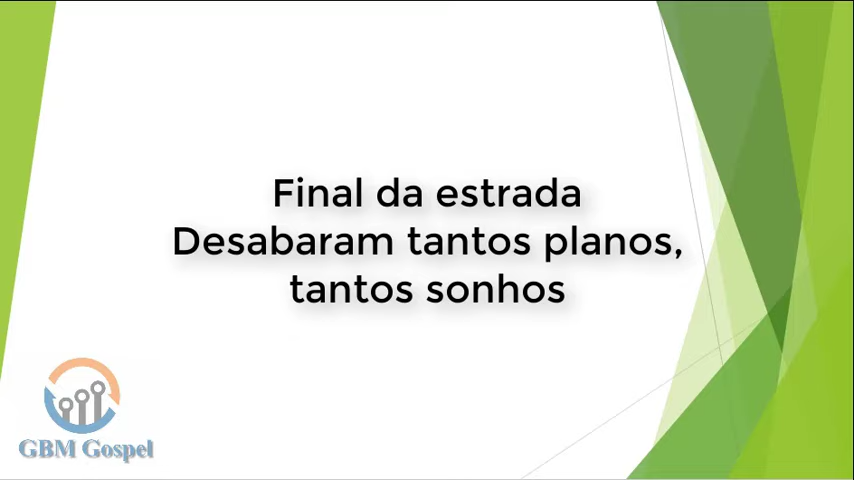 Final da estrada
Desabaram tantos planos,
tantos sonhos
GBM Gospel